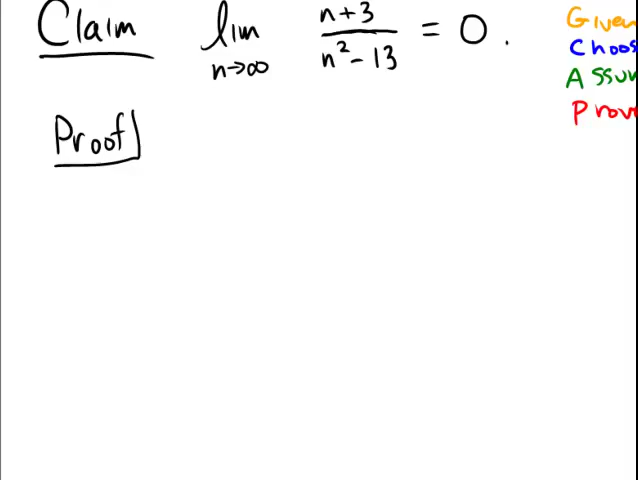 Claim lim n→∞ n+3 / n² - 13 = 0.
Proof